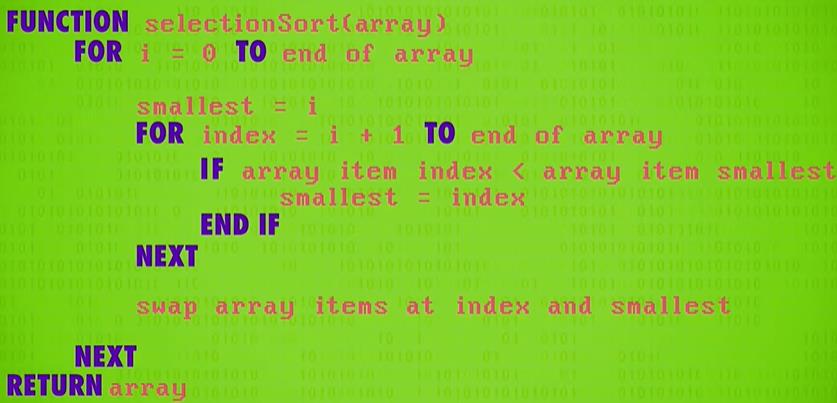 FUNCTION selectionSort(array)
FOR i = 0 TO end of array
smallest = i
FOR index = i + 1 TO end of array
IF array item index < array item smallest
smallest = index
END IF
NEXT
swap array items at index and smallest
NEXT
RETURN array